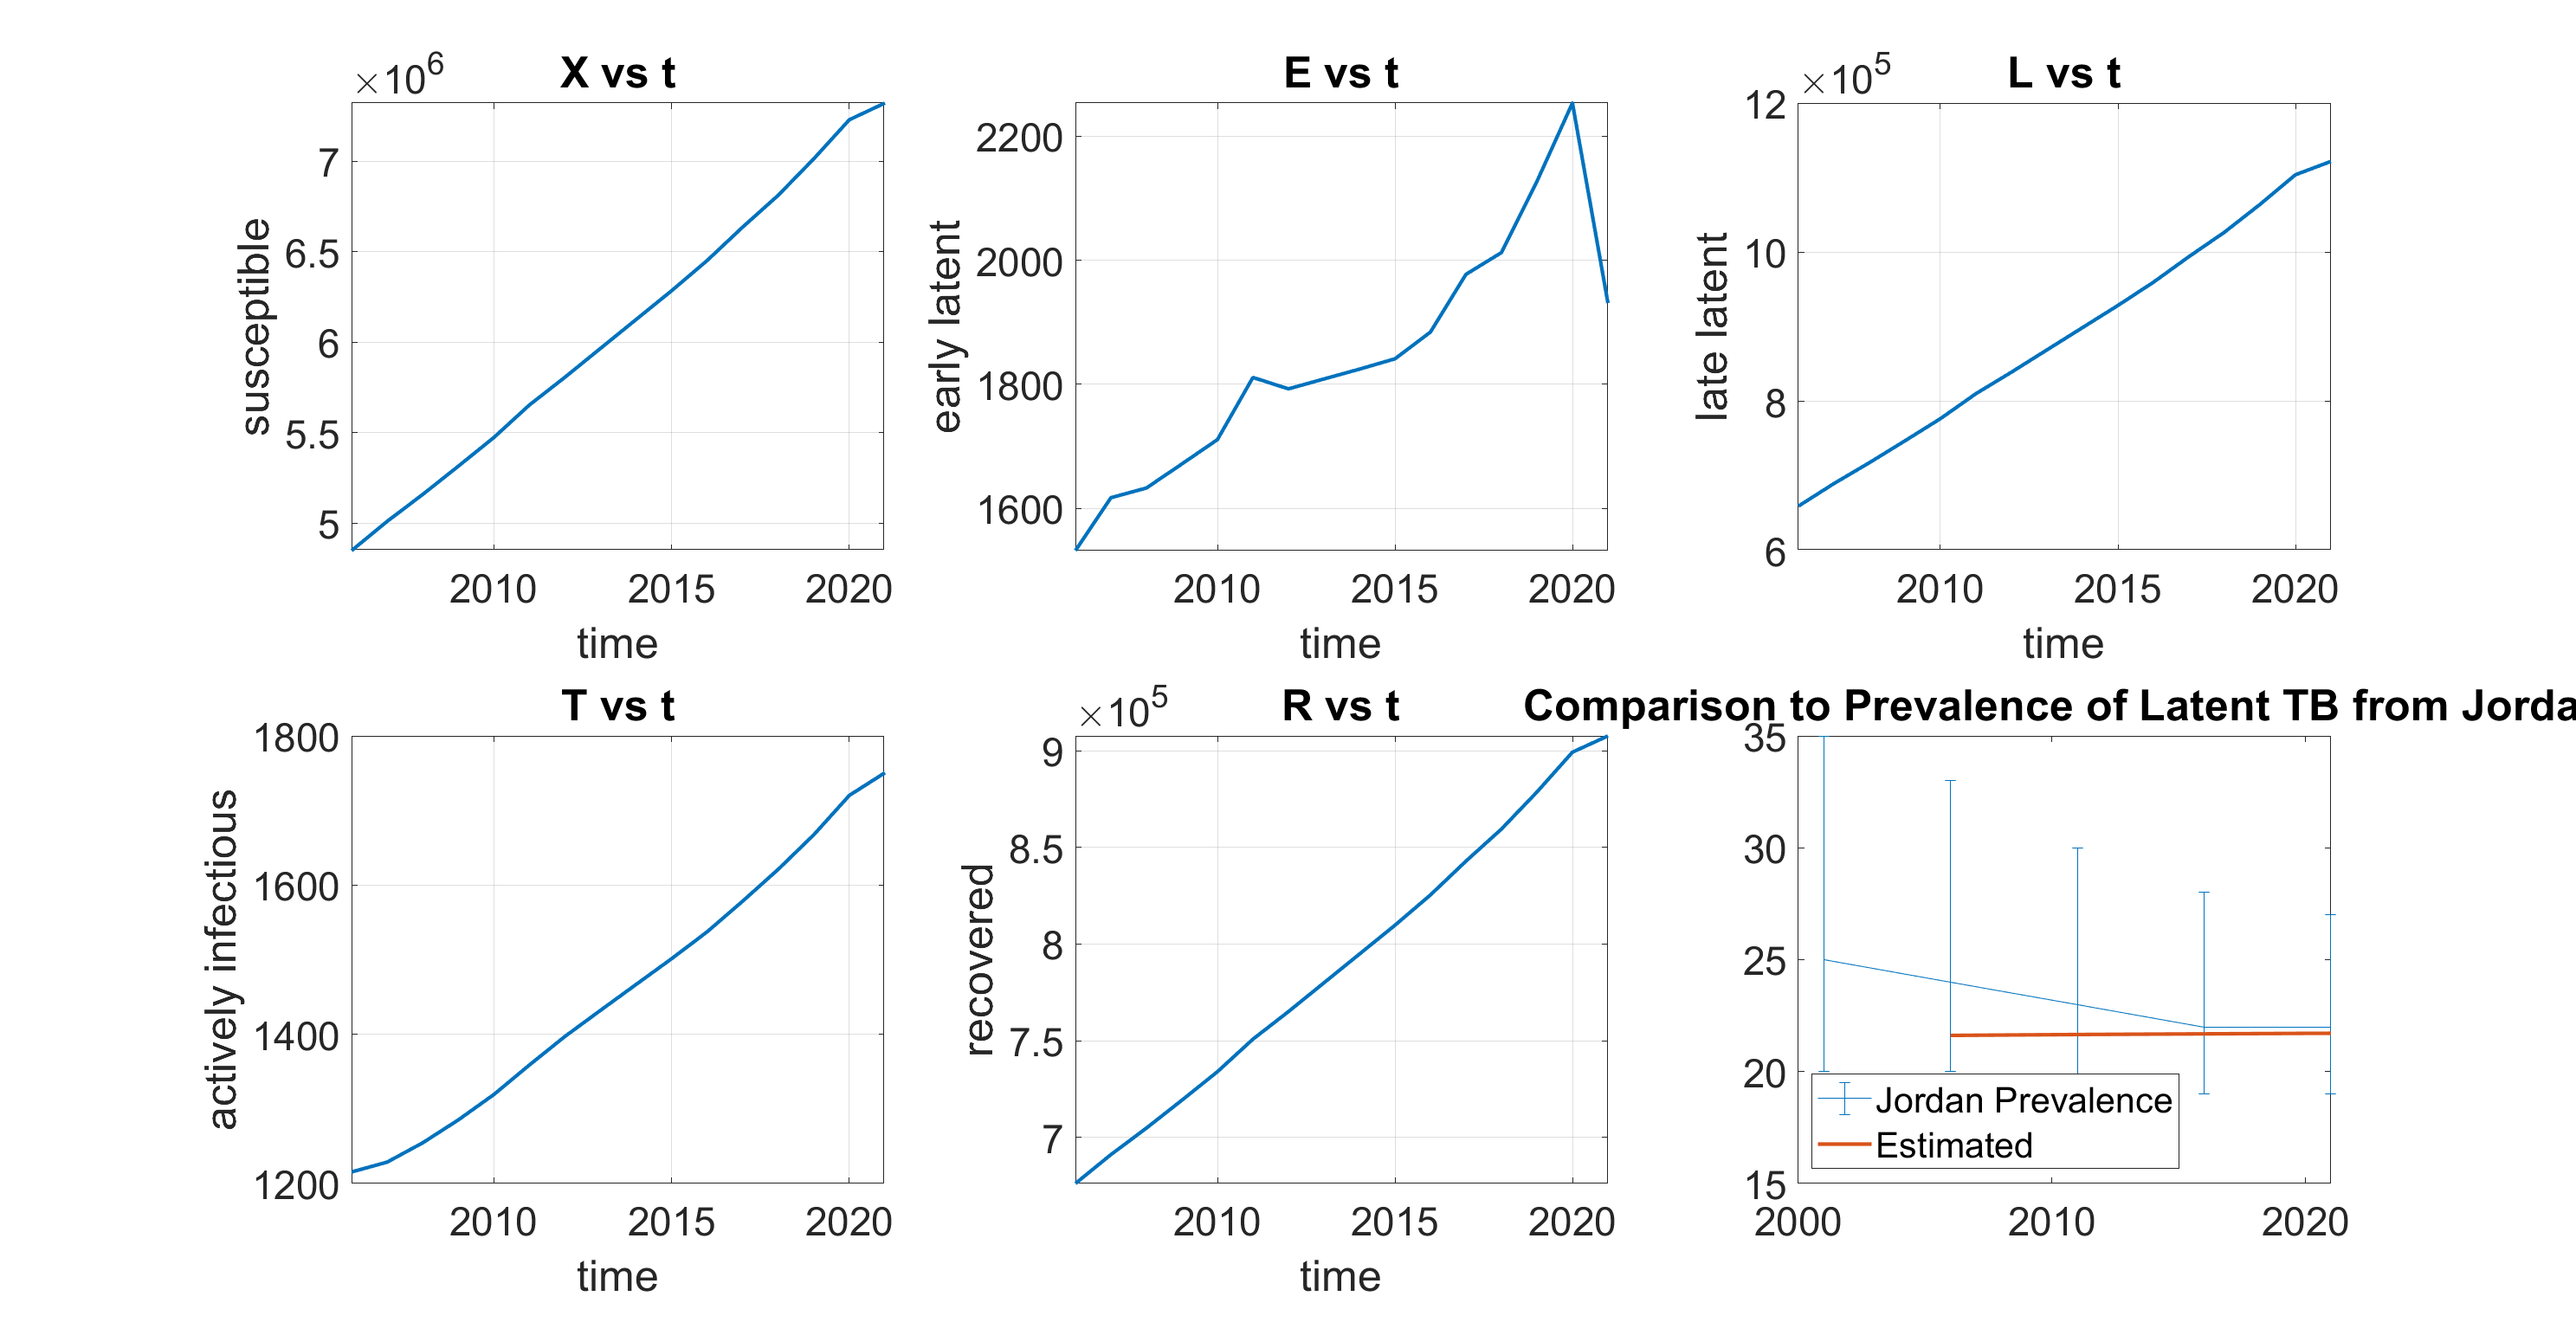 X vs t
×10^6
susceptible
7
6.5
6
5.5
5
2010 2015 2020
time
E vs t
early latent
2200
2000
1800
1600
2010 2015 2020
time
L vs t
×10^5
late latent
12
10
8
6
2010 2015 2020
time
T vs t
actively infectious
1800
1600
1400
1200
2010 2015 2020
time
R vs t
×10^5
recovered
9
8.5
8
7.5
7
2010 2015 2020
time
Comparison to Prevalence of Latent TB from Jorda
35
30
25
20
15
2000 2010 2020
Jordan Prevalence
Estimated